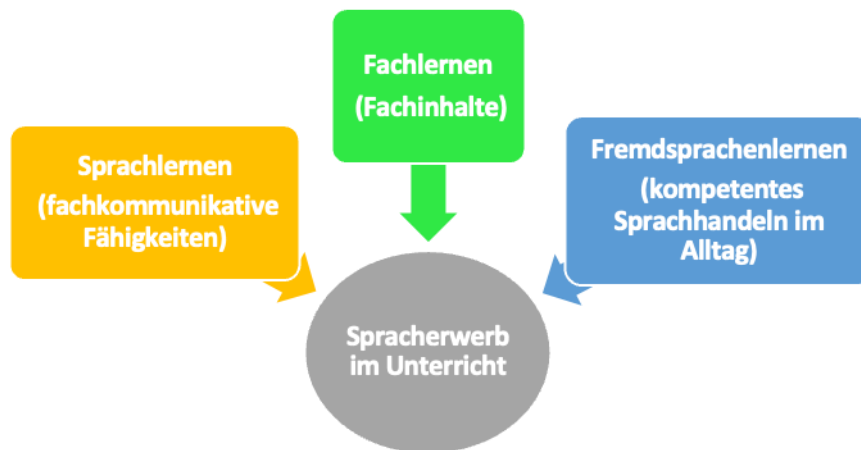 Fachlernen
(Fachinhalte)
Sprachlernen
(fachkommunikative
Fähigkeiten)
Fremdsprachenlernen
(kompetentes
Sprachhandeln im
Alltag)
Spracherwerb
im Unterricht